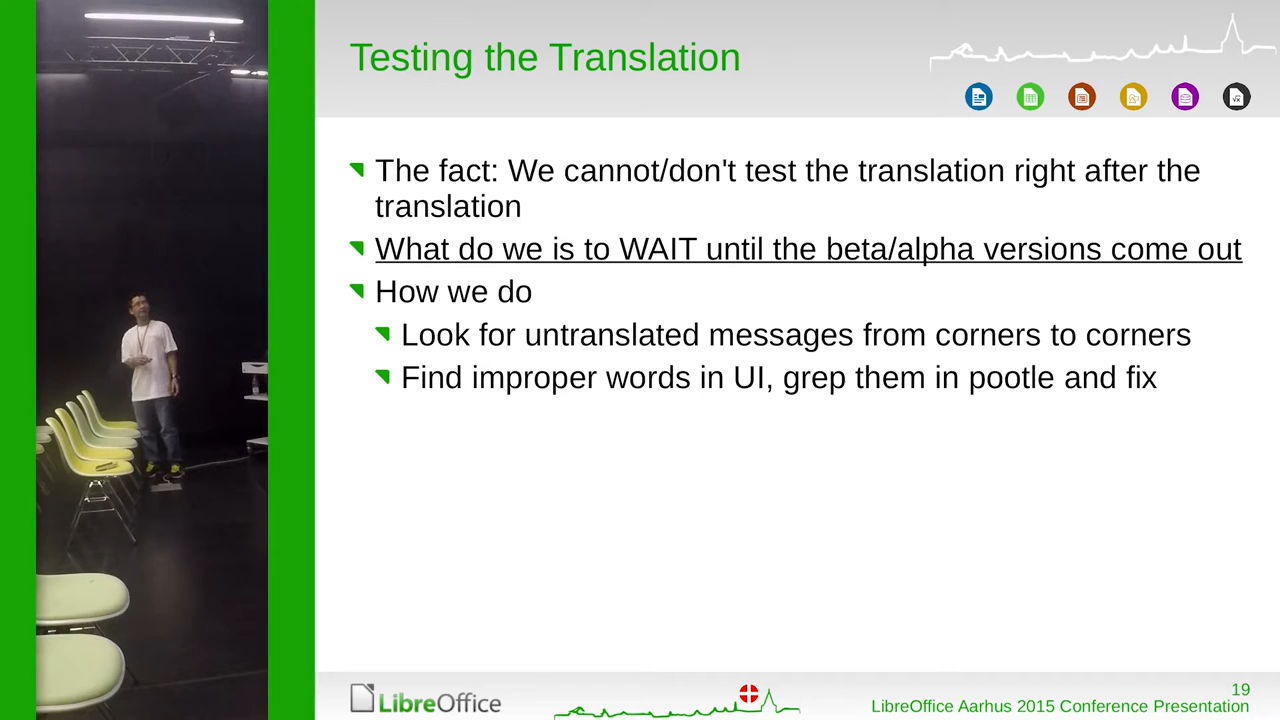 Testing the Translation
The fact: We cannot/don't test the translation right after the
translation
What do we is to WAIT until the beta/alpha versions come out
How we do
Look for untranslated messages from corners to corners
Find improper words in UI, grep them in pootle and fix
LibreOffice
19
LibreOffice Aarhus 2015 Conference Presentation